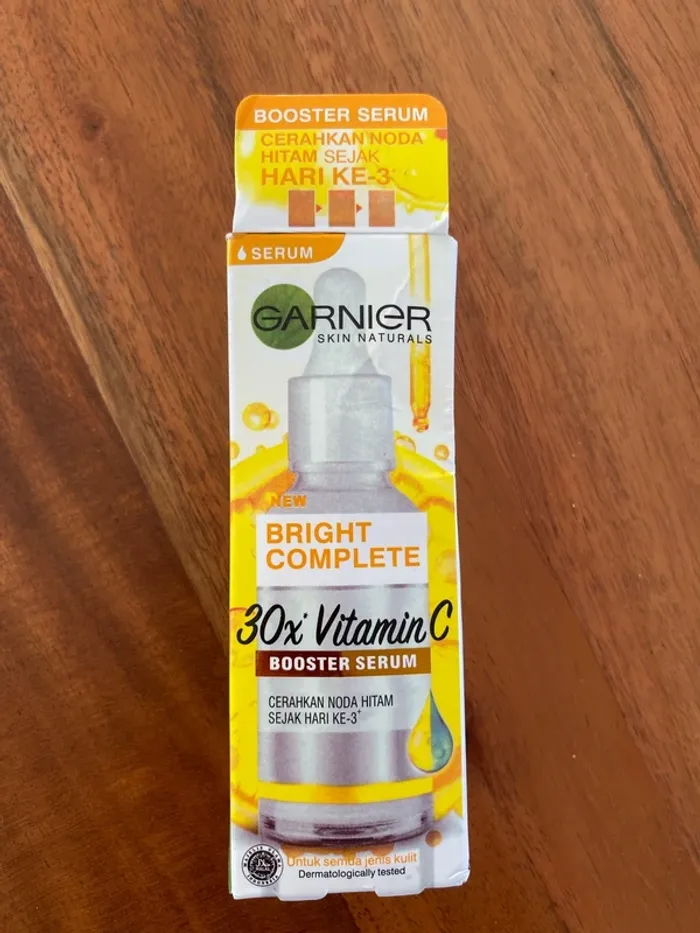 BOOSTER SERUM
CERAHKAN NODA
HITAM SEJAK
HARI KE-3*
SERUM
GARNIER
SKIN NATURALS
NEW
BRIGHT
COMPLETE
30x* Vitamin C
BOOSTER SERUM
CERAHKAN NODA HITAM
SEJAK HARI KE-3+
Untuk semua jenis kulit
Dermatologically tested